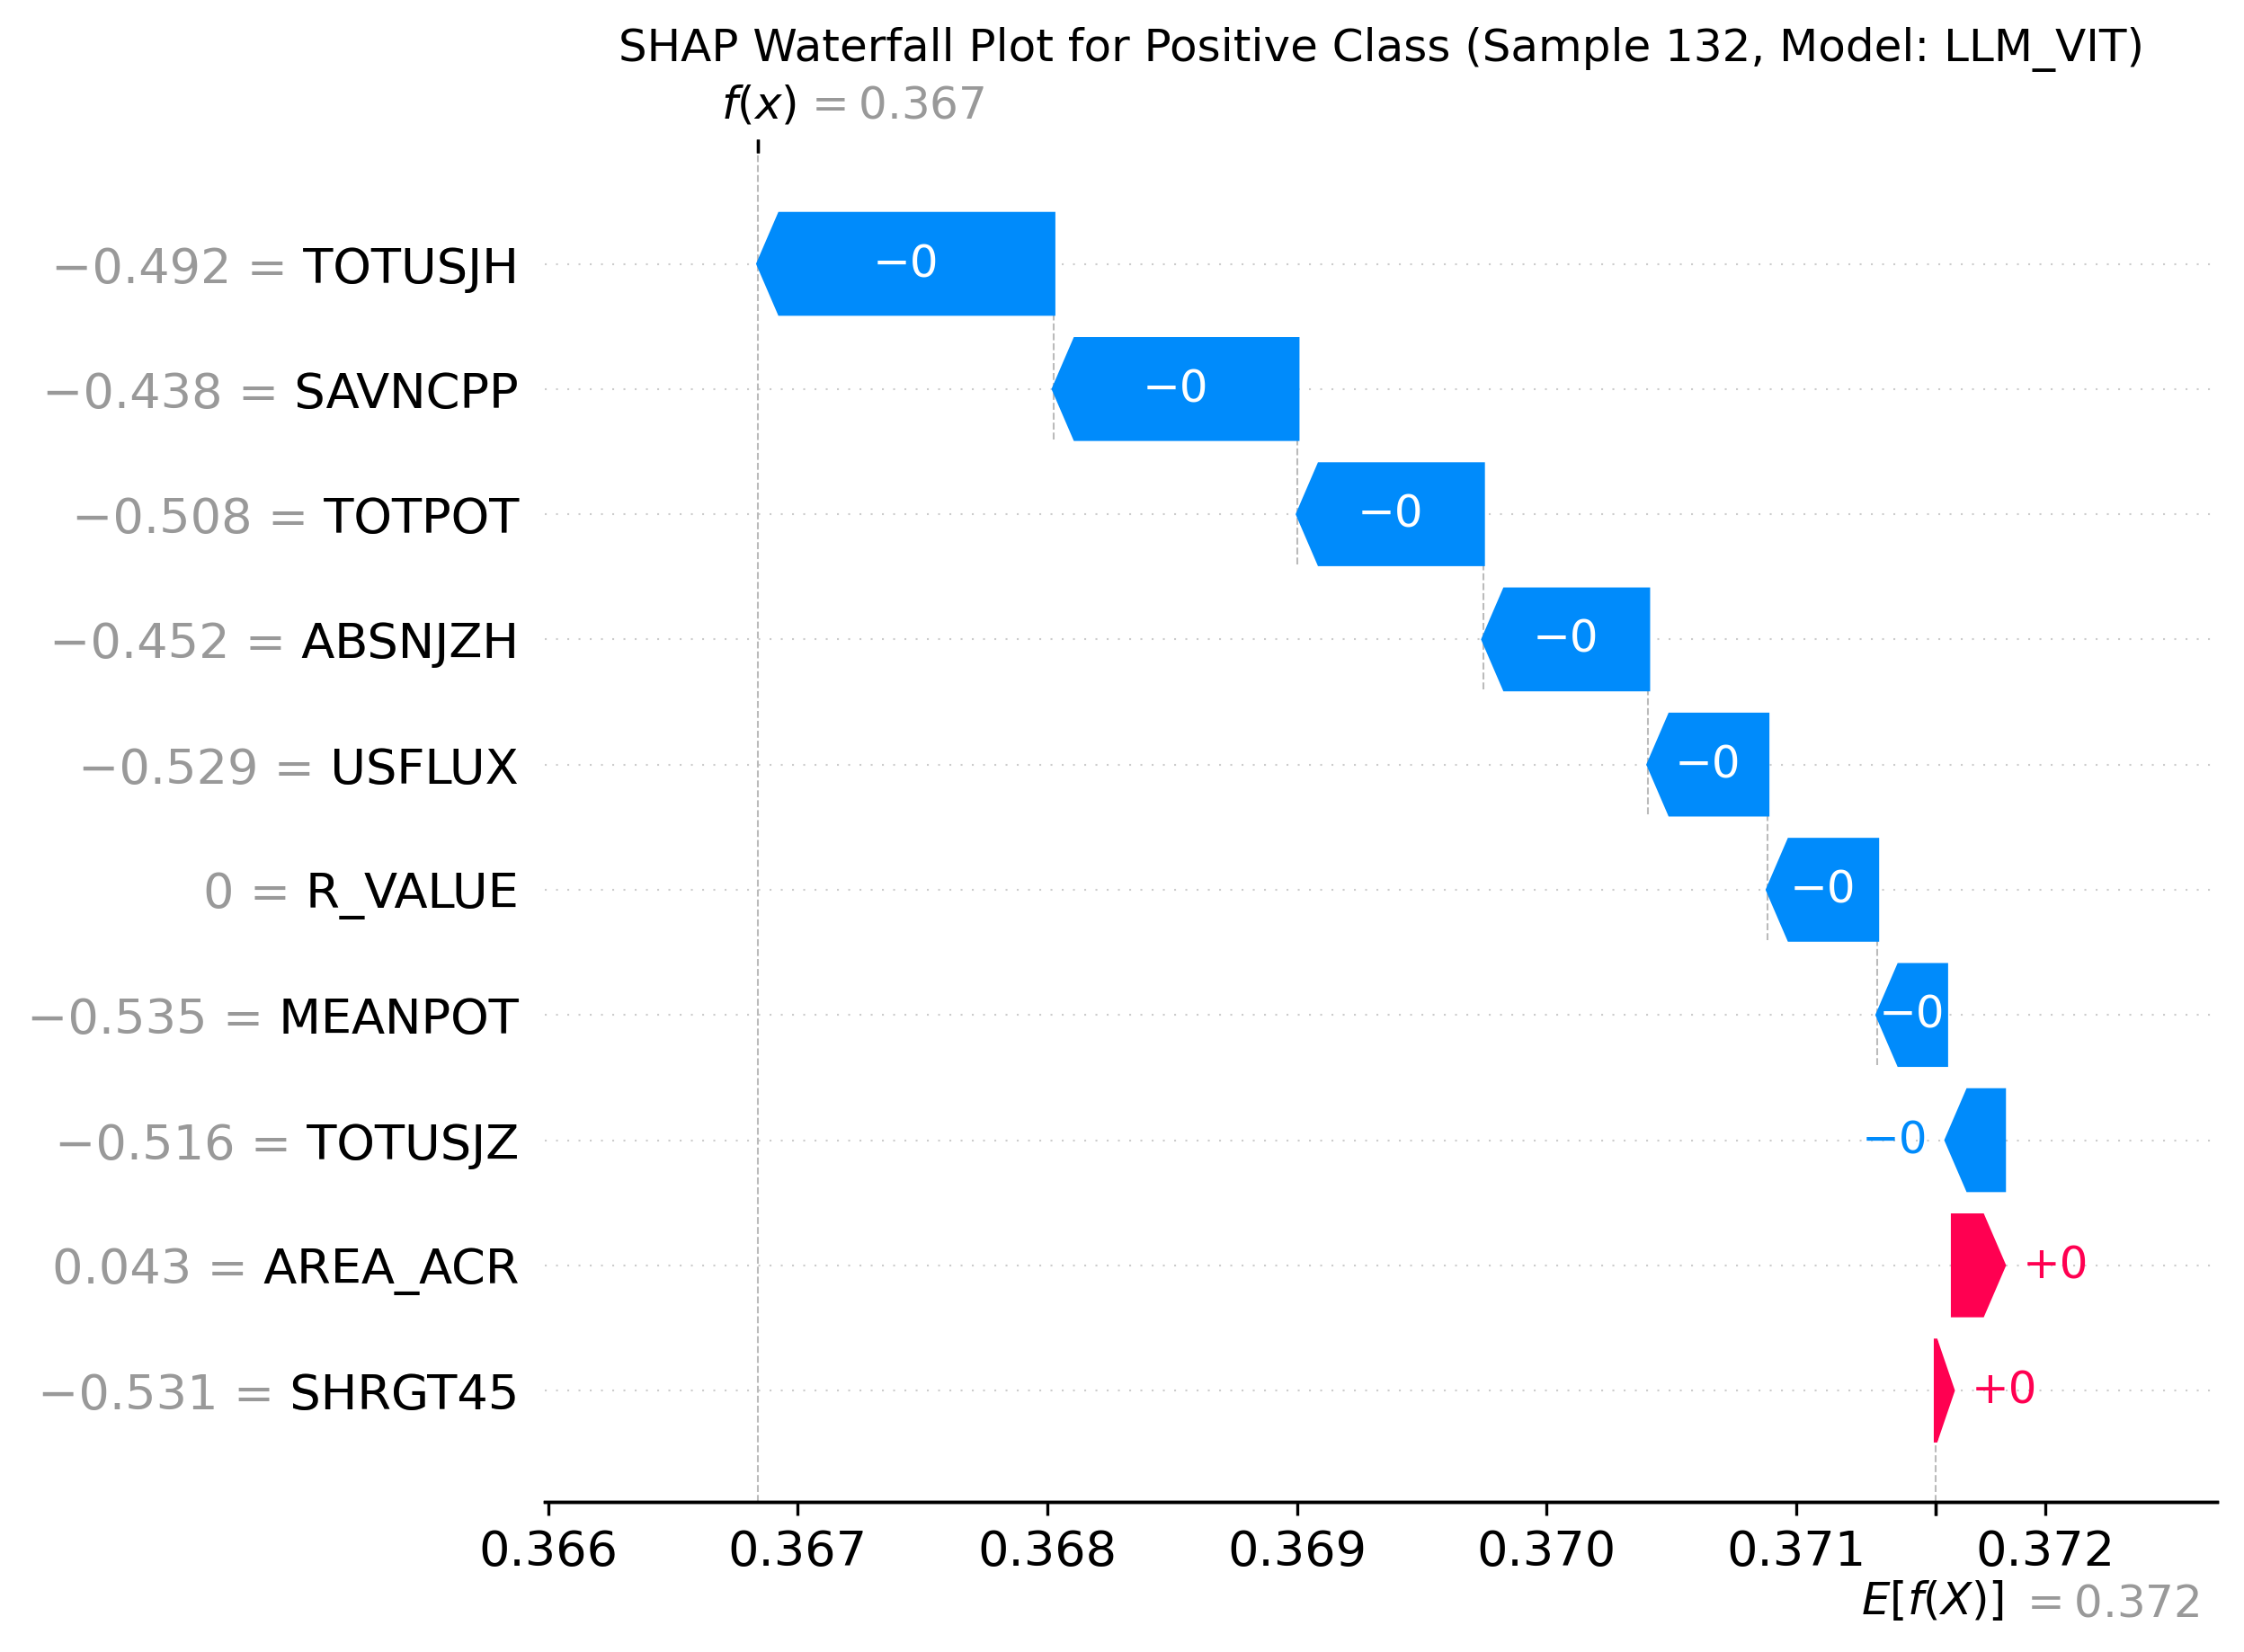 SHAP Waterfall Plot for Positive Class (Sample 132, Model: LLM_VIT)
f(x) = 0.367
−0.492 = TOTUSJH −0
−0.438 = SAVNCPP −0
−0.508 = TOTPOT −0
−0.452 = ABSNJZH −0
−0.529 = USFLUX −0
0 = R_VALUE −0
−0.535 = MEANPOT −0
−0.516 = TOTUSJZ −0
0.043 = AREA_ACR +0
−0.531 = SHRGT45 +0
0.366 0.367 0.368 0.369 0.370 0.371 0.372
E[f(X)] = 0.372